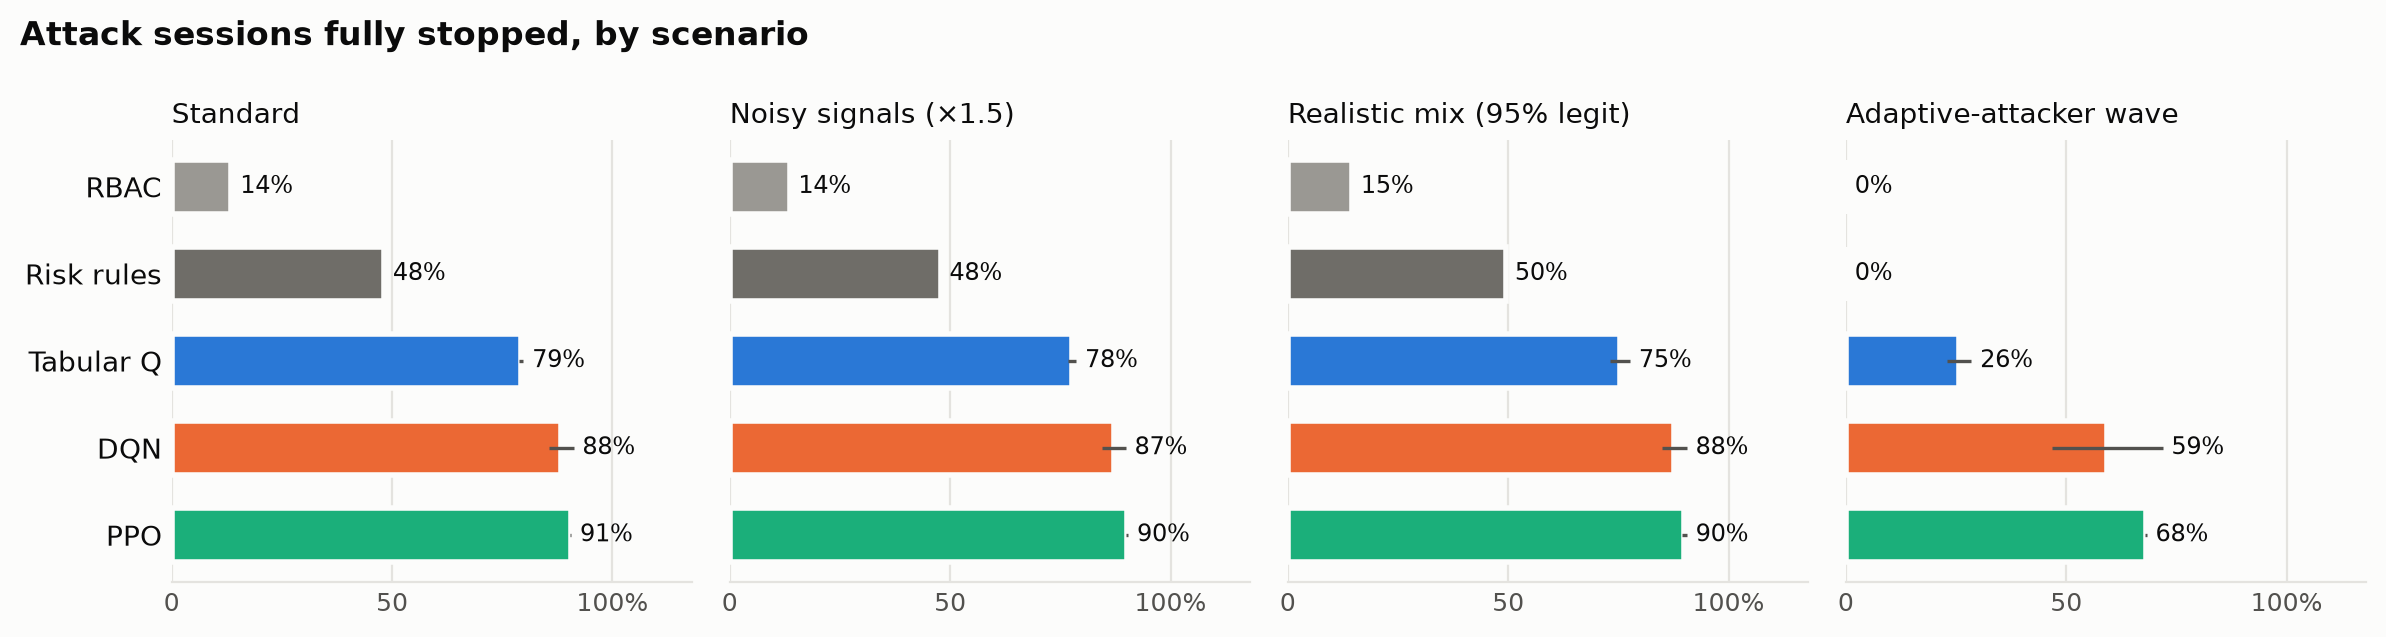 Attack sessions fully stopped, by scenario
Standard
Noisy signals (×1.5)
Realistic mix (95% legit)
Adaptive-attacker wave
RBAC 14% 14% 15% 0%
Risk rules 48% 48% 50% 0%
Tabular Q 79% 78% 75% 26%
DQN 88% 87% 88% 59%
PPO 91% 90% 90% 68%
0 50 100% 0 50 100% 0 50 100% 0 50 100%